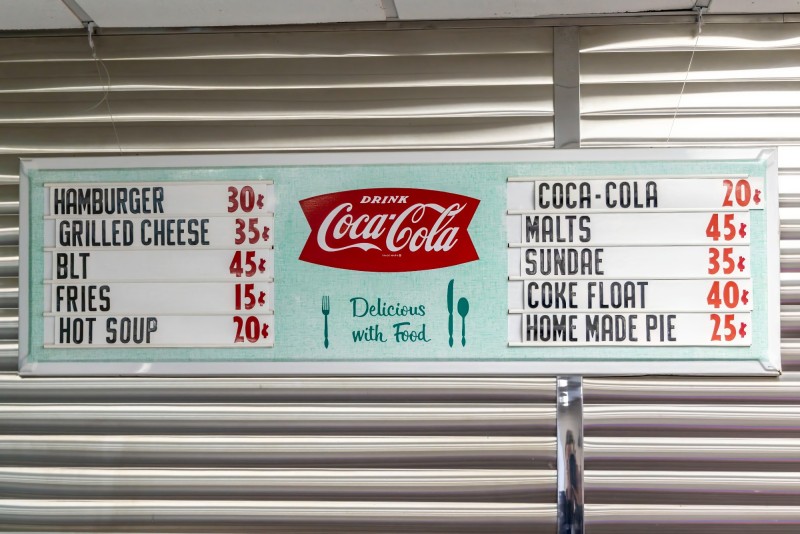 HAMBURGER 30¢
GRILLED CHEESE 35¢
BLT 45¢
FRIES 15¢
HOT SOUP 20¢
DRINK
Coca-Cola
Delicious
with Food
COCA-COLA 20¢
MALTS 45¢
SUNDAE 35¢
COKE FLOAT 40¢
HOME MADE PIE 25¢